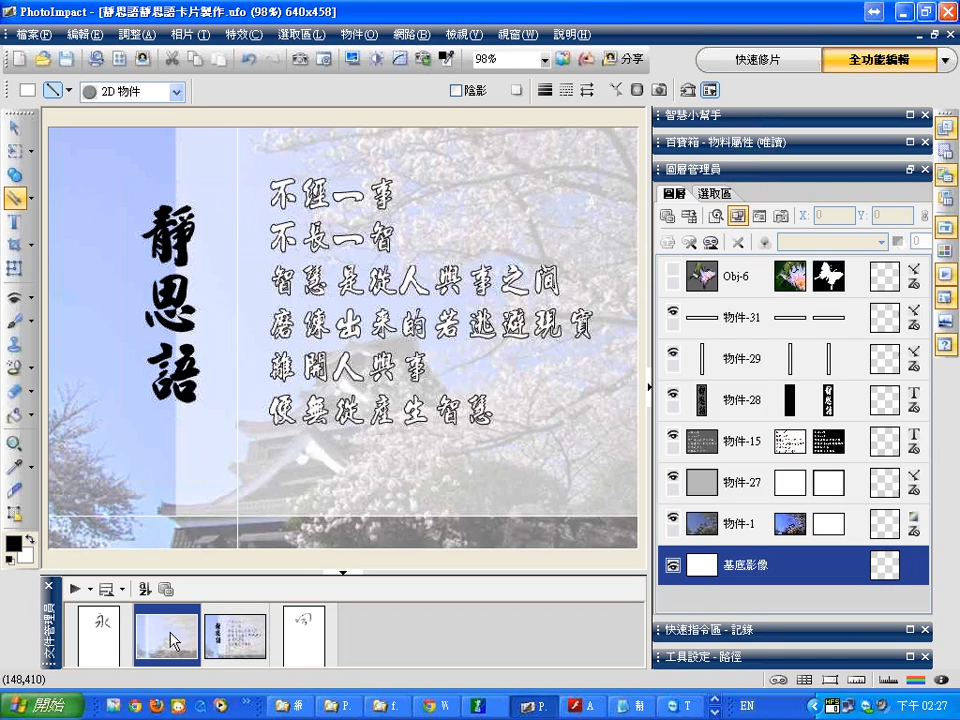 PhotoImpact - [靜思語靜思語卡片製作.ufo (98%) 640x458]
檔案(F) 編輯(E) 調整(A) 相片(I) 特效(C) 選取區(L) 物件(O) 網路(B) 檢視(V) 視窗(W) 說明(H)
98% 分享 快速修片 全功能編輯
2D 物件 陰影
智慧小幫手
百寶箱 - 物料屬性 (唯讀)
圖層管理員
圖層 選取區
X: 0 Y: 0
0
Obj-6
物件-31
物件-29
物件-28
物件-15
物件-27
物件-1
基底影像
靜思語
不經一事
不長一智
智慧是從人與事之間
磨練出來的若逃避現實
離開人與事
便無從產生智慧
文件管理員
永
靜思語
快速指令區 - 記錄
工具設定 - 路徑
(148,410)
開始 P. f. W P. A T EN 下午 02:27